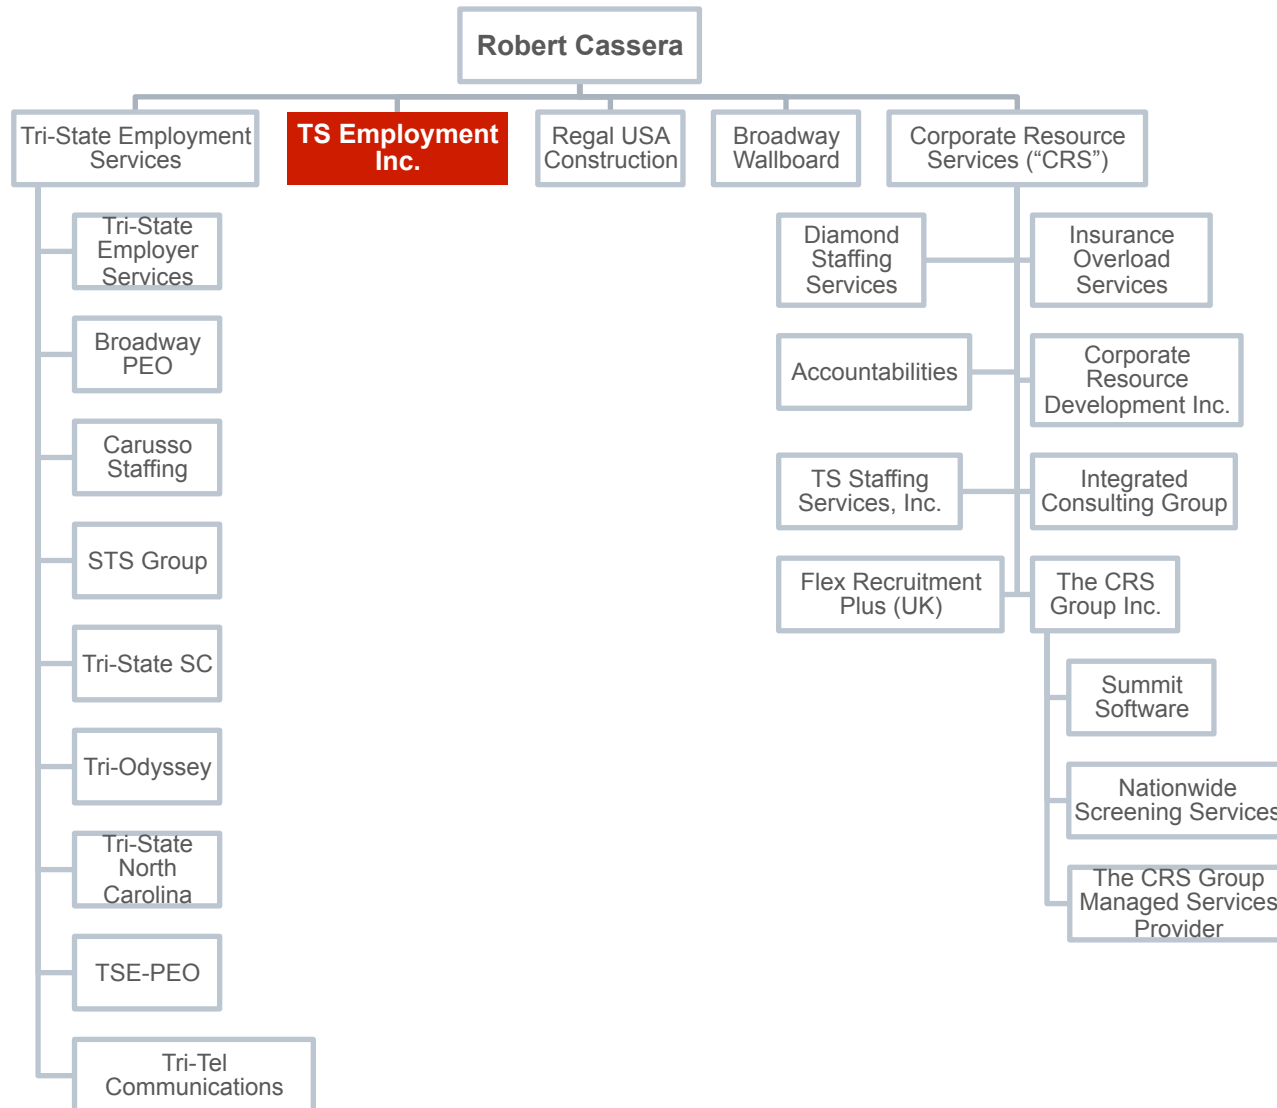 Robert Cassera
Tri-State Employment
Services
TS Employment
Inc.
Regal USA
Construction
Broadway
Wallboard
Corporate Resource
Services (“CRS”)
Tri-State
Employer
Services
Broadway
PEO
Carusso
Staffing
STS Group
Tri-State SC
Tri-Odyssey
Tri-State
North
Carolina
TSE-PEO
Tri-Tel
Communications
Diamond
Staffing
Services
Insurance
Overload
Services
Accountabilities
Corporate
Resource
Development Inc.
TS Staffing
Services, Inc.
Integrated
Consulting Group
Flex Recruitment
Plus (UK)
The CRS
Group Inc.
Summit
Software
Nationwide
Screening Services
The CRS Group
Managed Services
Provider